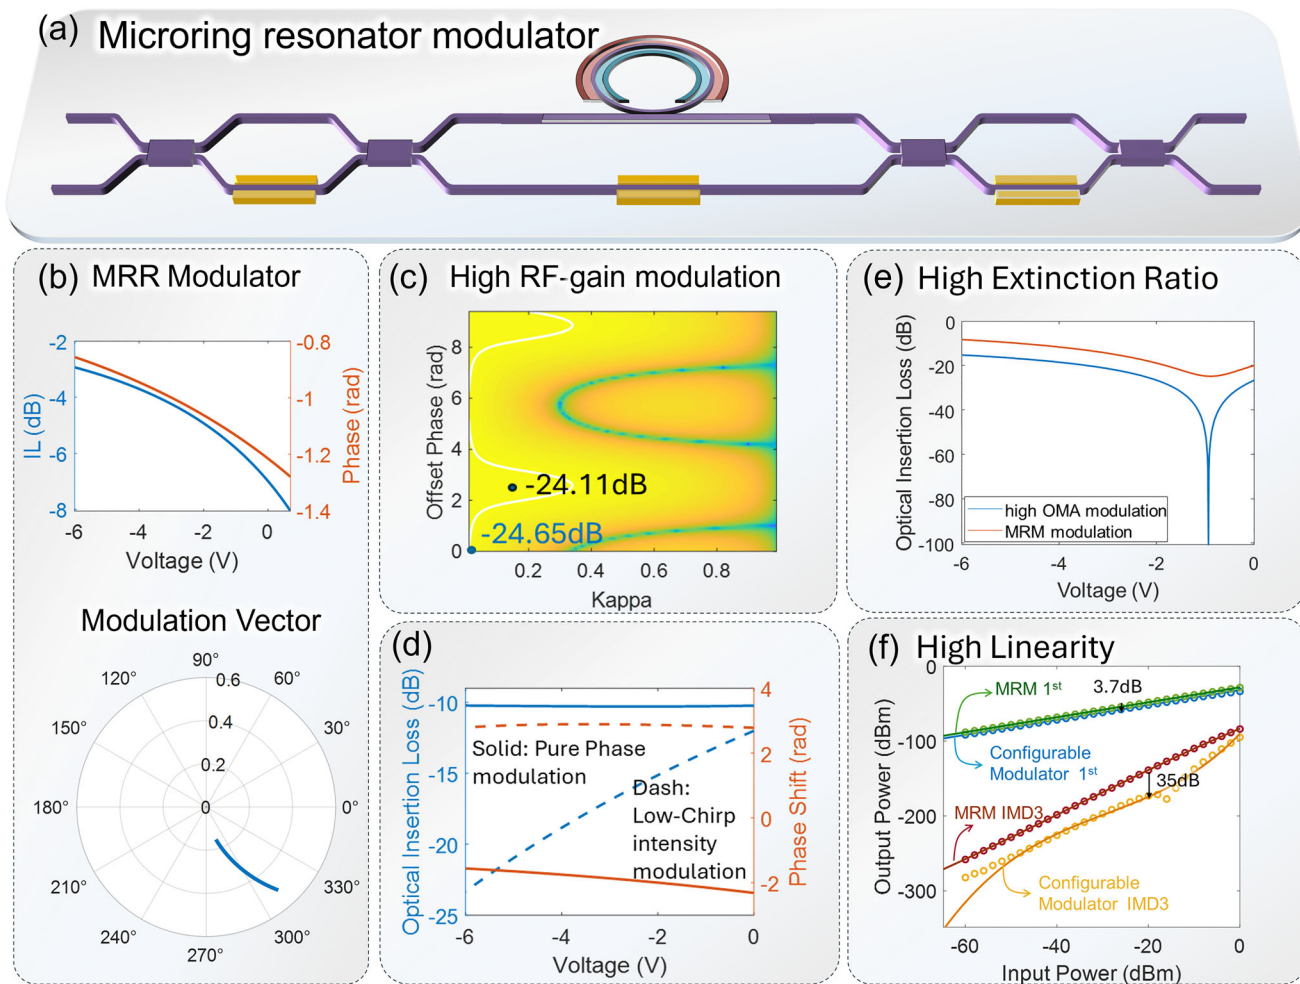 (a) Microring resonator modulator
(b) MRR Modulator
-2
-4
-6
-8
IL (dB)
-0.8
-1
-1.2
-1.4
Phase (rad)
-6 -4 -2 0
Voltage (V)
Modulation Vector
90°
120° 60°
150° 30°
180° 0°
210° 330°
240° 300°
270°
0.6
0.4
0.2
0
(c) High RF-gain modulation
Offset Phase (rad)
8
6
4
2
0
-24.11dB
-24.65dB
0.2 0.4 0.6 0.8
Kappa
(d)
Optical Insertion Loss (dB)
-10
-15
-20
-25
Solid: Pure Phase
modulation
Dash:
Low-Chirp
intensity
modulation
4
2
0
-2
Phase Shift (rad)
-6 -4 -2 0
Voltage (V)
(e) High Extinction Ratio
Optical Insertion Loss (dB)
0
-20
-40
-60
-80
-100
high OMA modulation
MRM modulation
-6 -4 -2 0
Voltage (V)
(f) High Linearity
Output Power (dBm)
0
-100
-200
-300
MRM 1st
3.7dB
Configurable
Modulator 1st
35dB
MRM IMD3
Configurable
Modulator IMD3
-60 -40 -20 0
Input Power (dBm)